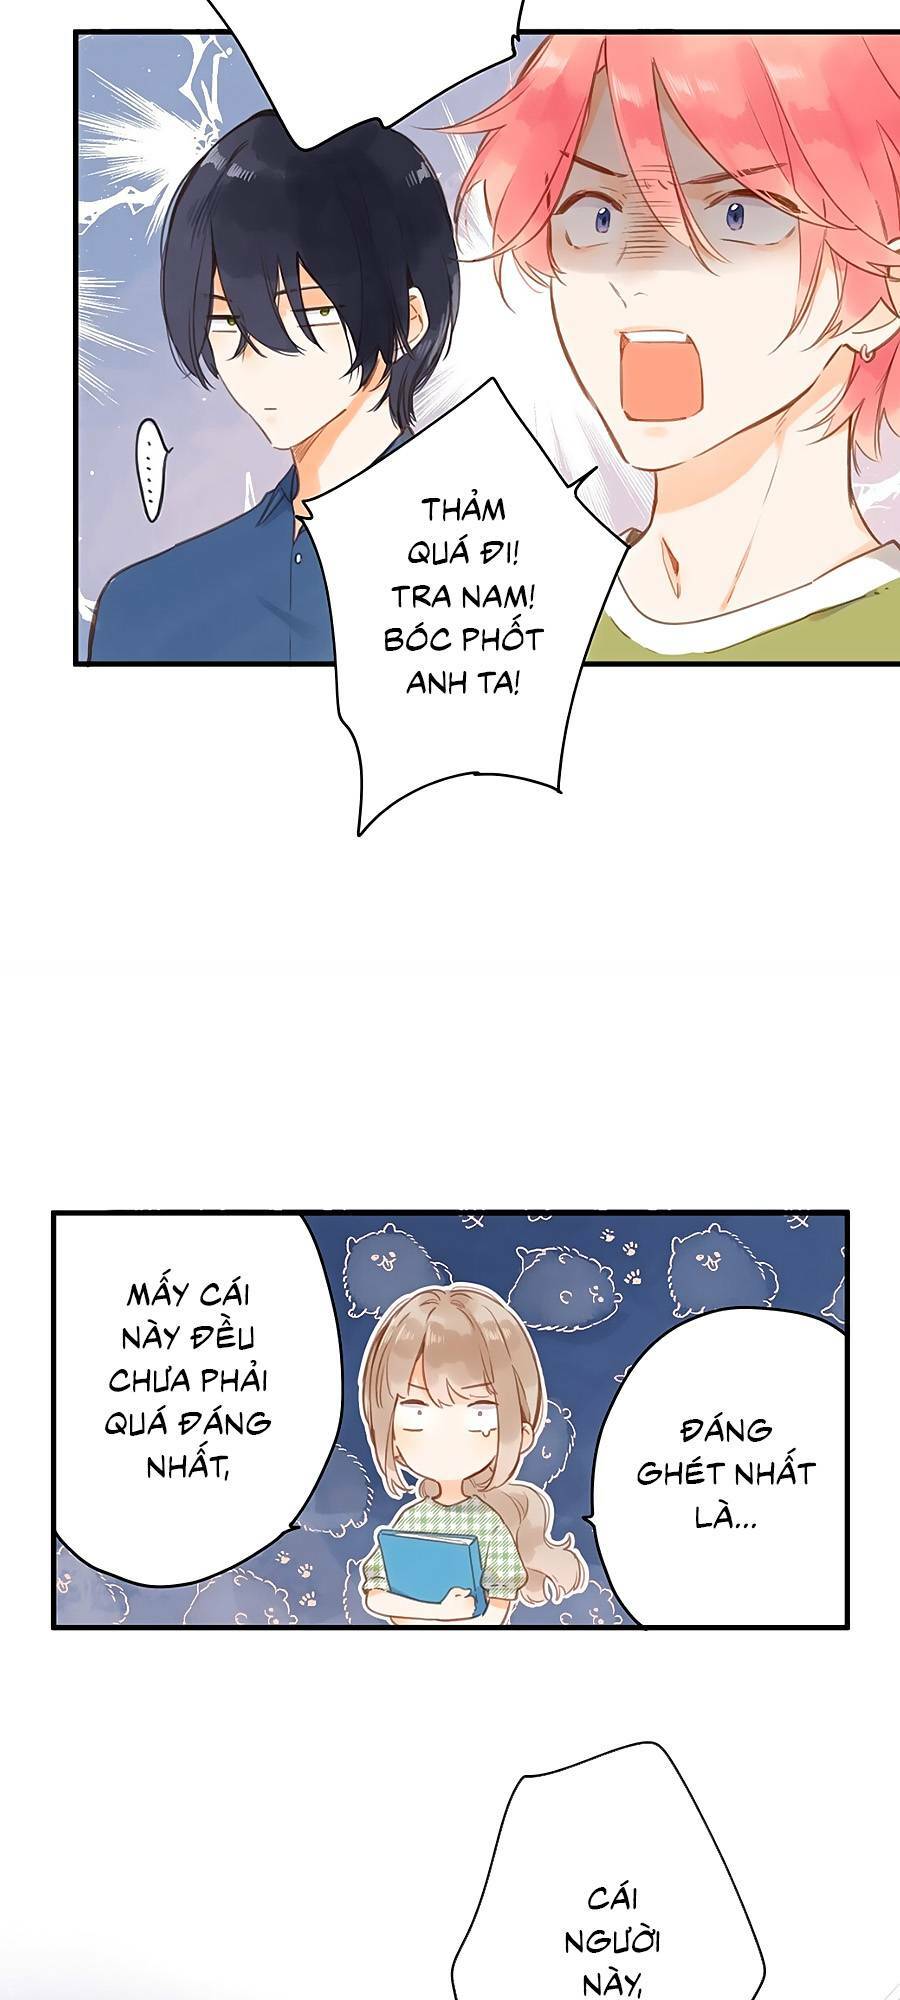 ......
THẢM
QUÁ ĐI!
TRA NAM!
BÓC PHỐT
ANH TA!
MẤY CÁI
NÀY ĐỀU
CHƯA PHẢI
QUÁ ĐÁNG
NHẤT,
ĐÁNG
GHÉT NHẤT
LÀ...
CÁI
NGƯỜI
NÀY,